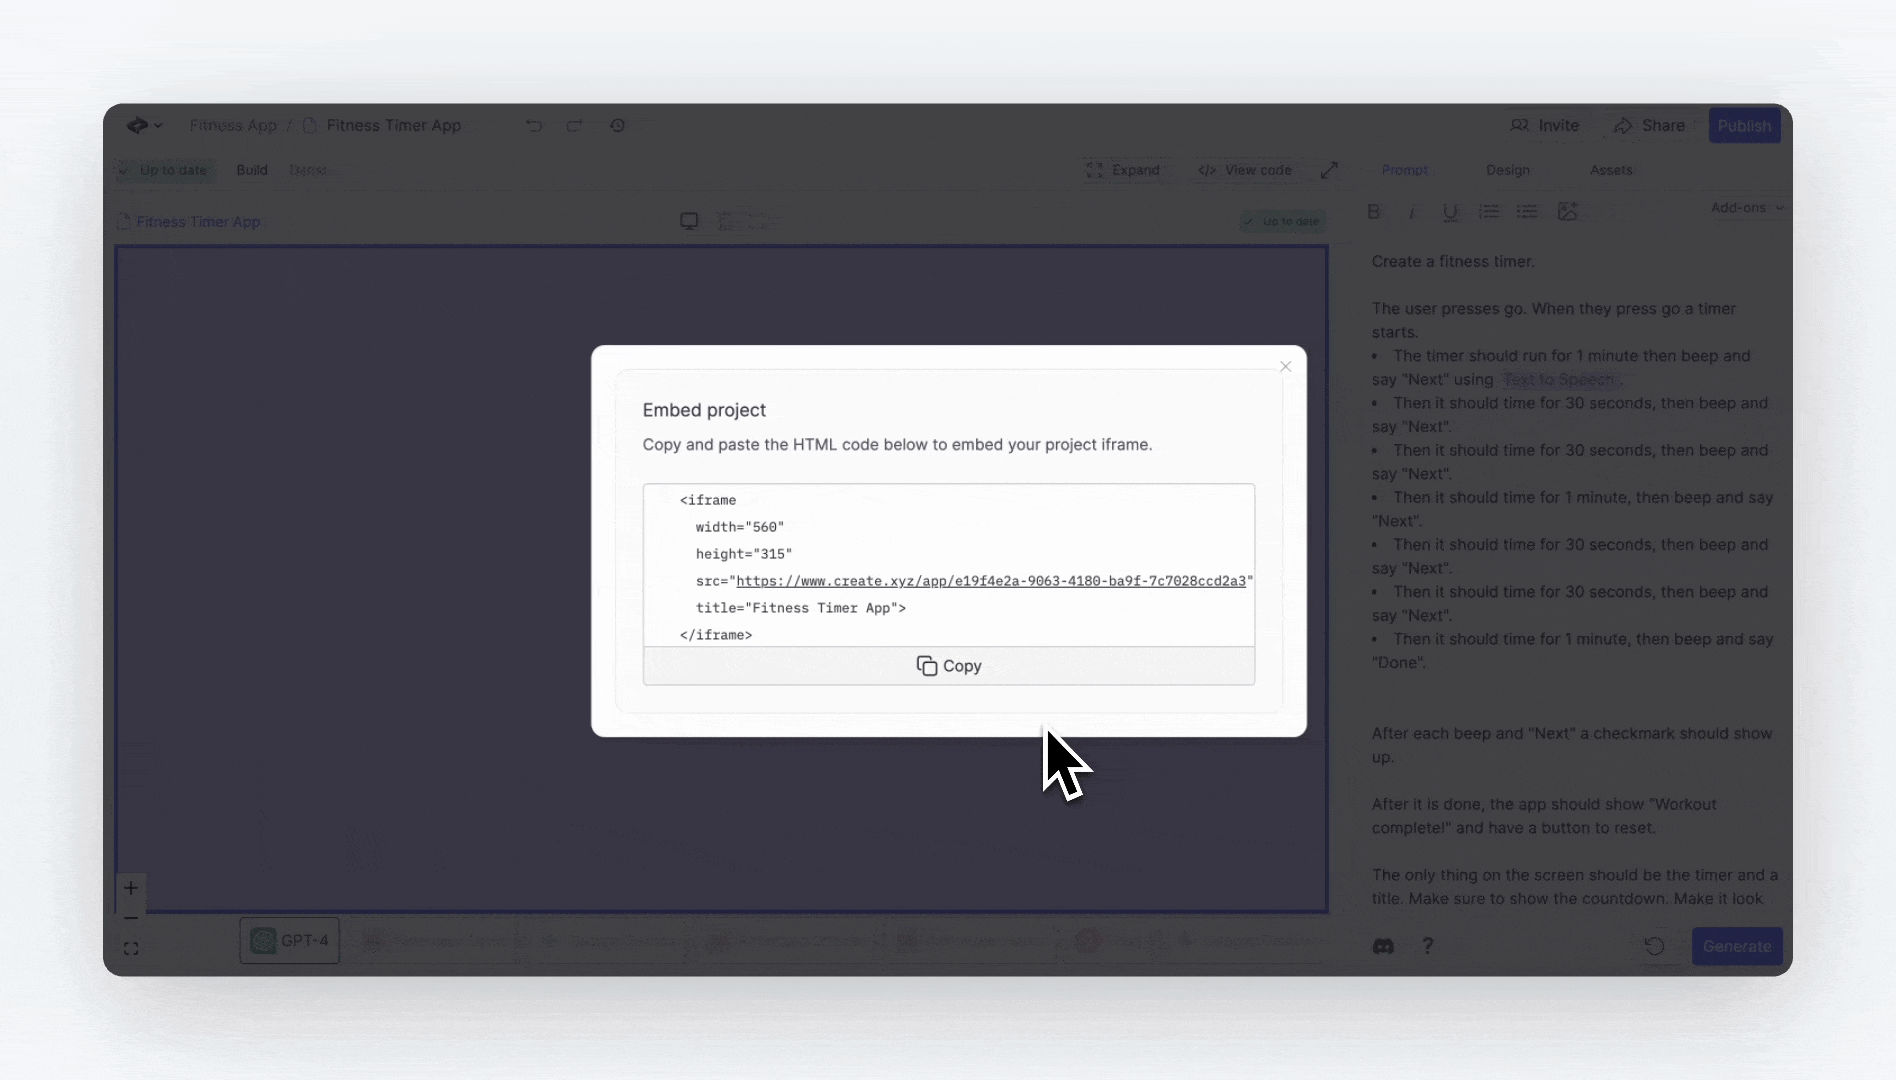 Fitness App / Fitness Timer App
Invite
Share
Publish
Up to date
Build
Expand
</> View code
Prompt
Design
Assets
Fitness Timer App
Up to date
B i U
Add-ons
Create a fitness timer.
The user presses go. When they press go a timer
starts.
• The timer should run for 1 minute then beep and
say "Next" using Text to Speech .
• Then it should time for 30 seconds, then beep and
say "Next".
• Then it should time for 30 seconds, then beep and
say "Next".
• Then it should time for 1 minute, then beep and say
"Next".
• Then it should time for 30 seconds, then beep and
say "Next".
• Then it should time for 30 seconds, then beep and
say "Next".
• Then it should time for 1 minute, then beep and say
"Done".
After each beep and "Next" a checkmark should show
up.
After it is done, the app should show "Workout
complete!" and have a button to reset.
The only thing on the screen should be the timer and a
title. Make sure to show the countdown. Make it look
Embed project
Copy and paste the HTML code below to embed your project iframe.
<iframe
width="560"
height="315"
src="https://www.create.xyz/app/e19f4e2a-9063-4180-ba9f-7c7028ccd2a3"
title="Fitness Timer App">
</iframe>
Copy
GPT-4
?
Generate